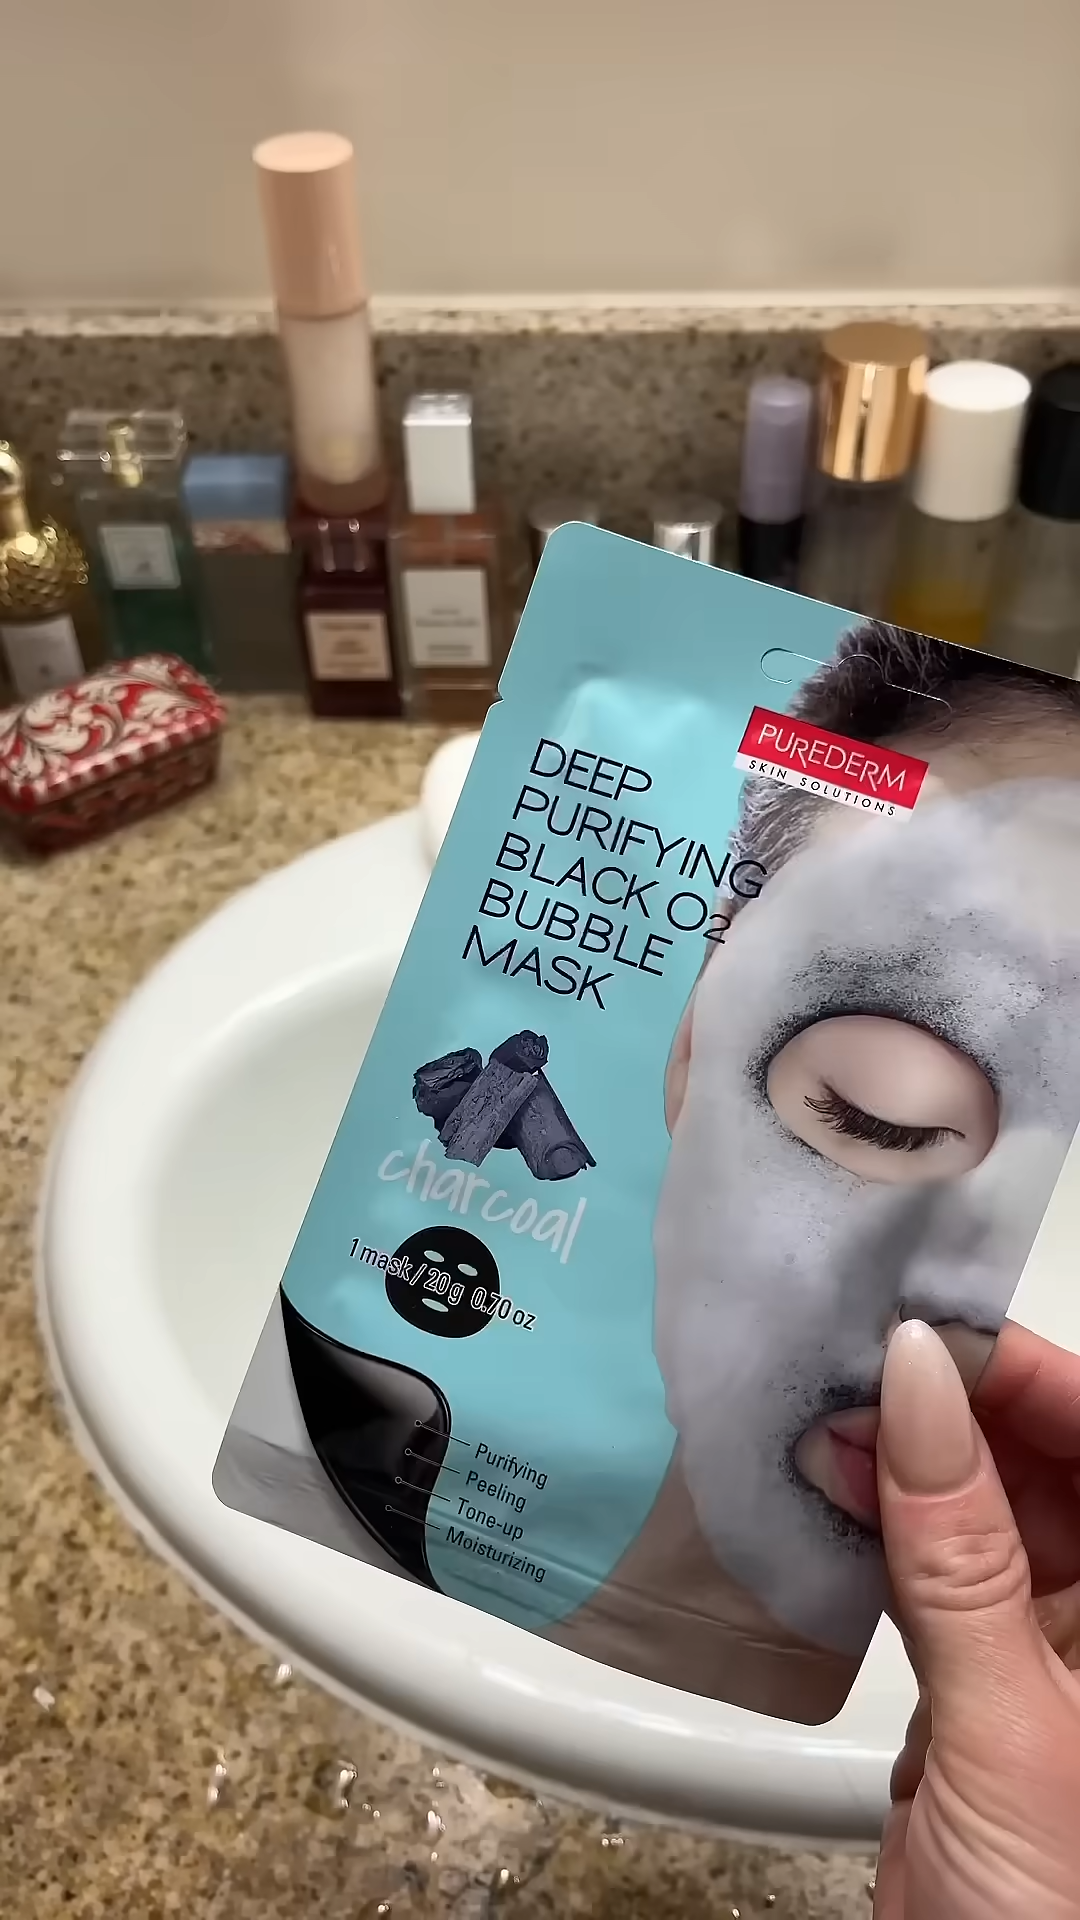 PUREDERM
SKIN SOLUTIONS
DEEP
PURIFYING
BLACK O2
BUBBLE
MASK
charcoal
1 mask / 20 g 0.70 oz
Purifying
Peeling
Tone-up
Moisturizing